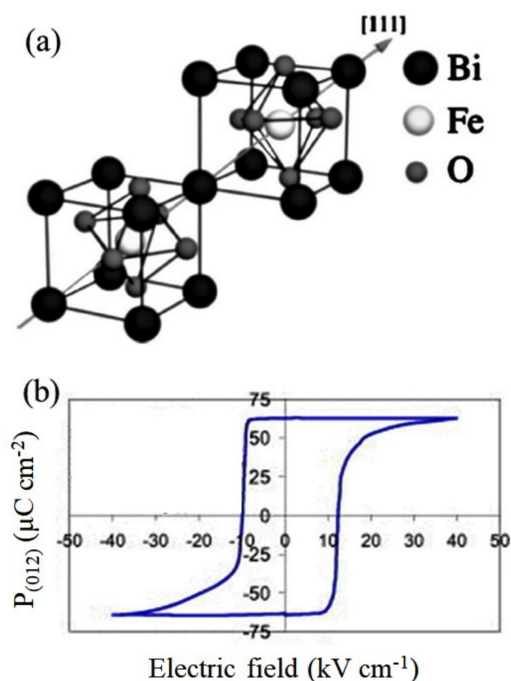 (a)
[111]
Bi
Fe
O
(b)
75
50
25
0
-50 -40 -30 -20 -10 0 10 20 30 40 50
-25
-50
-75
P(012) (μC cm-2)
Electric field (kV cm-1)